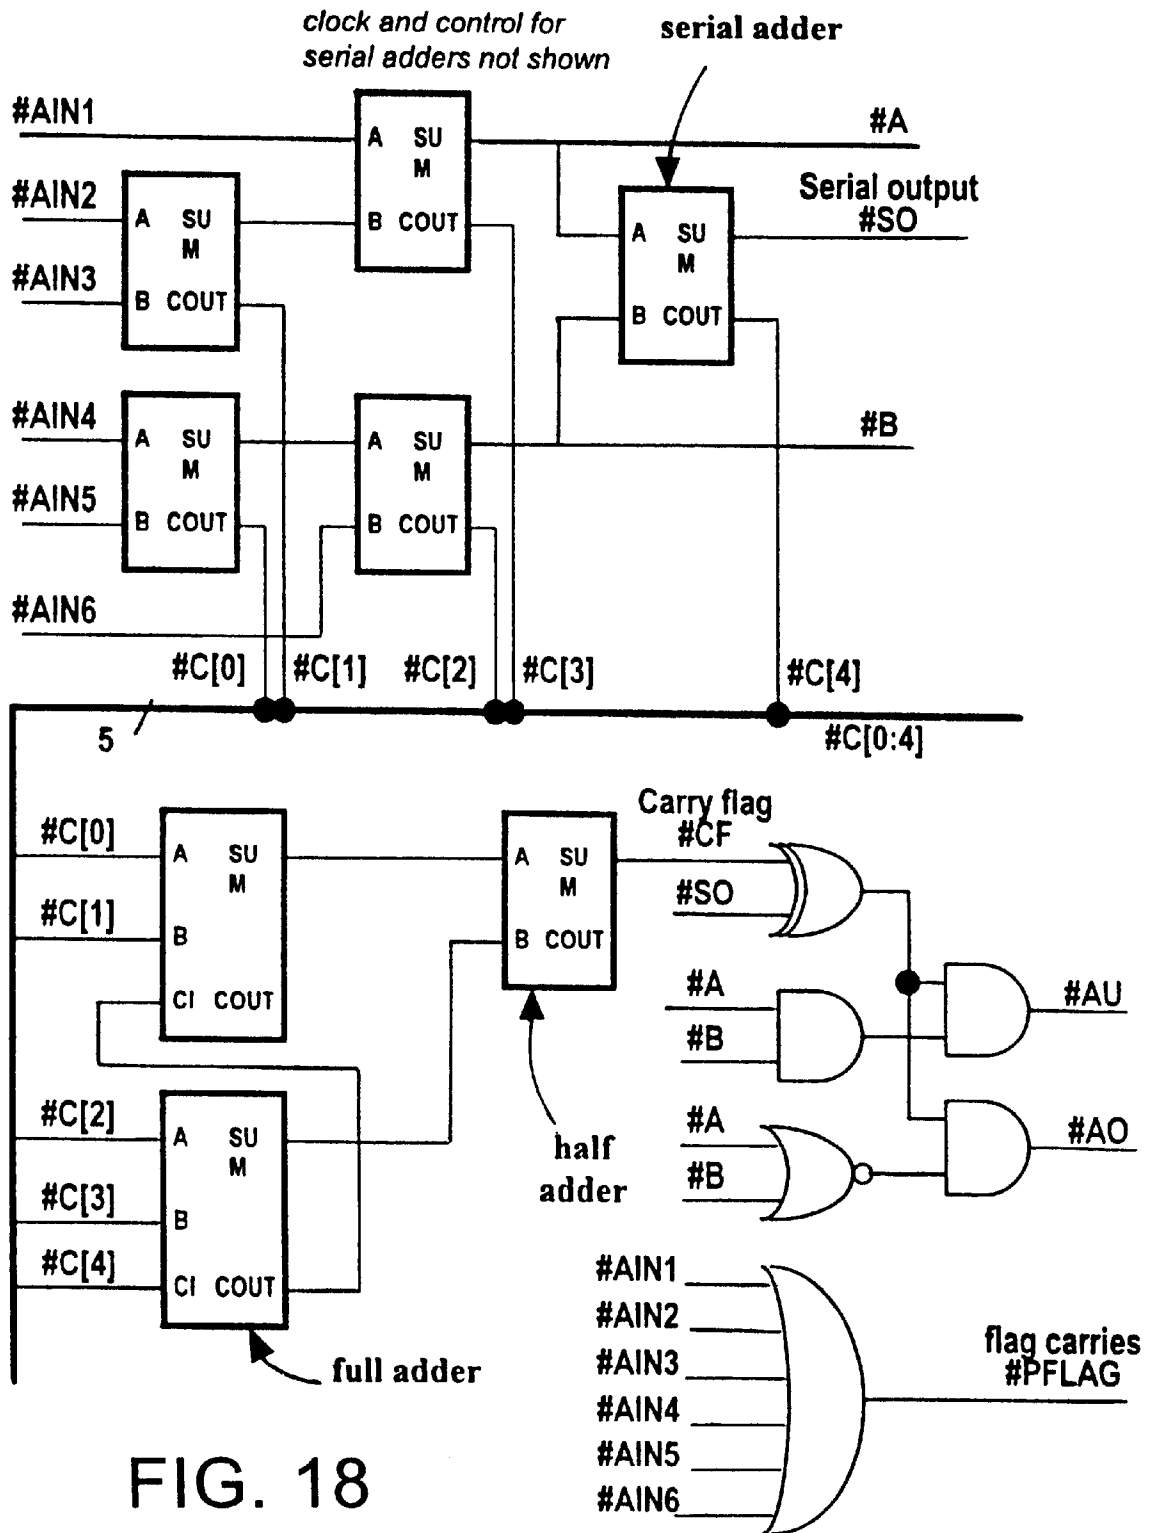 clock and control for
serial adders not shown
serial adder
#AIN1
A SU
M
B COUT
#A
#AIN2
A SU
M
#AIN3
B COUT
Serial output
#SO
A SU
M
B COUT
#AIN4
A SU
M
#AIN5
B COUT
A SU
M
B COUT
#B
#AIN6
#C[0]
#C[1]
#C[2]
#C[3]
#C[4]
5
#C[0:4]
#C[0]
A SU
M
#C[1]
B
CI COUT
A SU
M
B COUT
Carry flag
#CF
#SO
#A
#B
#AU
#C[2]
A SU
M
#C[3]
B
#C[4]
CI COUT
half
adder
#A
#B
#AO
full adder
#AIN1
#AIN2
#AIN3
#AIN4
#AIN5
#AIN6
flag carries
#PFLAG
FIG. 18